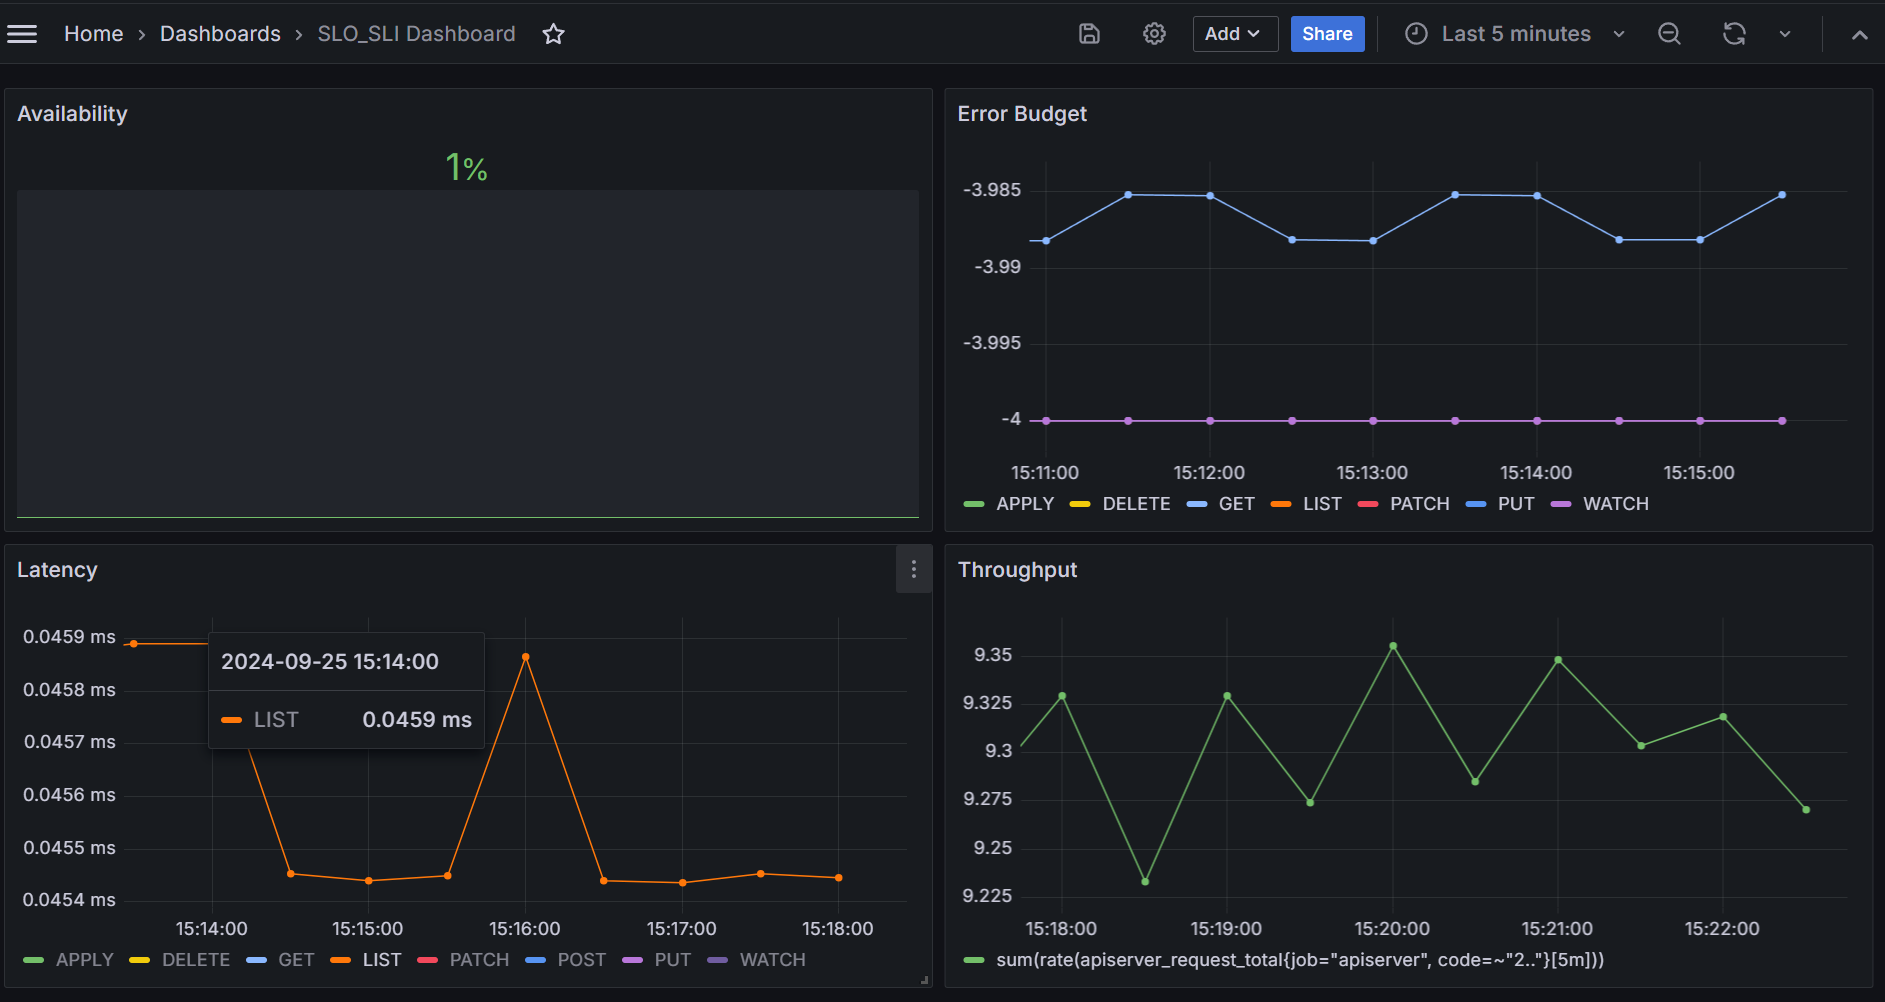 Home › Dashboards › SLO_SLI Dashboard
Add
Share
Last 5 minutes
Availability
1%
Error Budget
-3.985
-3.99
-3.995
-4
15:11:00 15:12:00 15:13:00 15:14:00 15:15:00
APPLY DELETE GET LIST PATCH PUT WATCH
Latency
0.0459 ms
0.0458 ms
0.0457 ms
0.0456 ms
0.0455 ms
0.0454 ms
2024-09-25 15:14:00
LIST 0.0459 ms
15:14:00 15:15:00 15:16:00 15:17:00 15:18:00
APPLY DELETE GET LIST PATCH POST PUT WATCH
Throughput
9.35
9.325
9.3
9.275
9.25
9.225
15:18:00 15:19:00 15:20:00 15:21:00 15:22:00
sum(rate(apiserver_request_total{job="apiserver", code=~"2.."}[5m]))